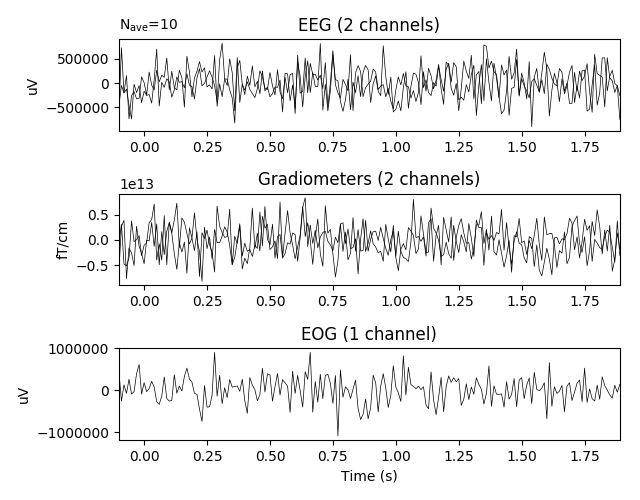 N_ave=10
EEG (2 channels)
500000
0
−500000
uV
0.00 0.25 0.50 0.75 1.00 1.25 1.50 1.75
1e13
Gradiometers (2 channels)
0.5
0.0
−0.5
fT/cm
0.00 0.25 0.50 0.75 1.00 1.25 1.50 1.75
EOG (1 channel)
1000000
0
−1000000
uV
0.00 0.25 0.50 0.75 1.00 1.25 1.50 1.75
Time (s)